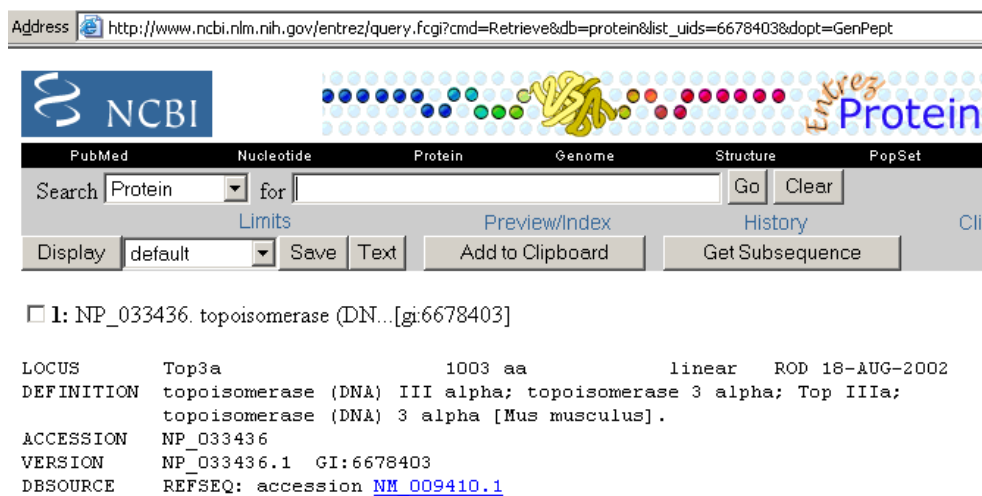 Address http://www.ncbi.nlm.nih.gov/entrez/query.fcgi?cmd=Retrieve&db=protein&list_uids=6678403&dopt=GenPept
NCBI Entrez Protein
PubMed Nucleotide Protein Genome Structure PopSet
Search Protein for Go Clear
Limits Preview/Index History Cli
Display default Save Text Add to Clipboard Get Subsequence
1: NP_033436. topoisomerase (DN...[gi:6678403]
LOCUS Top3a 1003 aa linear ROD 18-AUG-2002
DEFINITION topoisomerase (DNA) III alpha; topoisomerase 3 alpha; Top IIIa;
topoisomerase (DNA) 3 alpha [Mus musculus].
ACCESSION NP_033436
VERSION NP_033436.1 GI:6678403
DBSOURCE REFSEQ: accession NM_009410.1